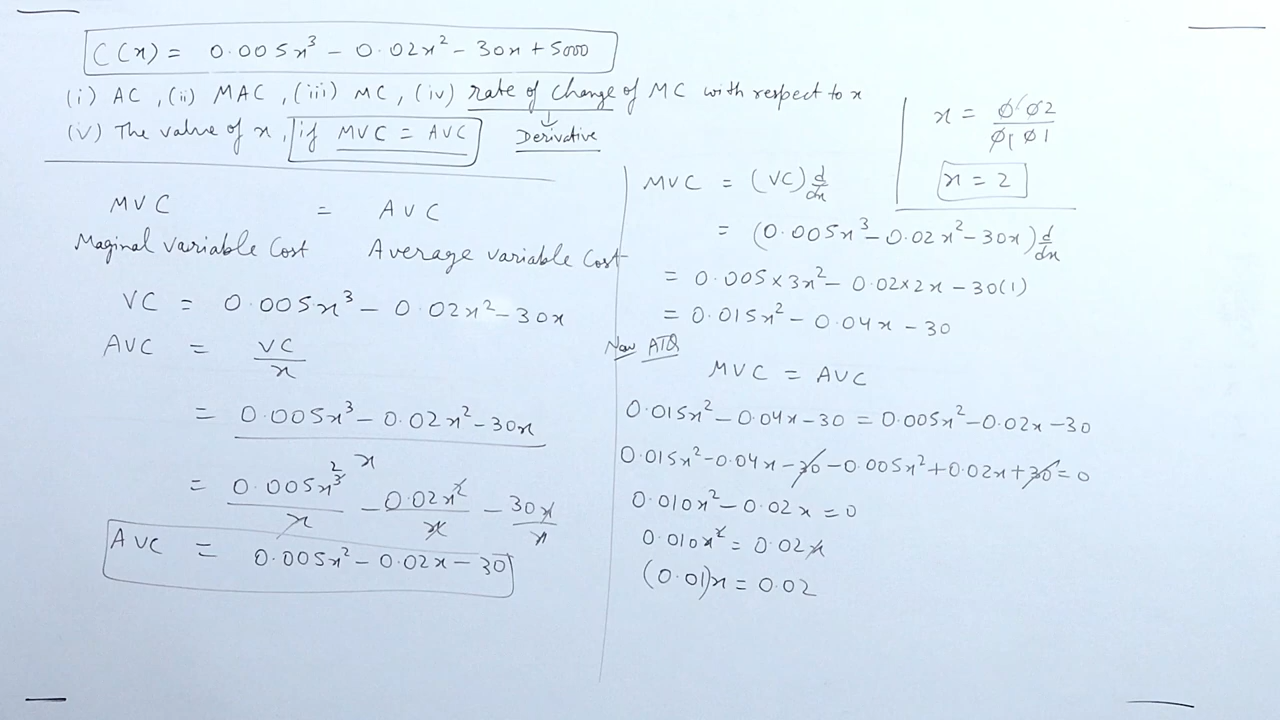 C(x) = 0.005x³ - 0.02x² - 30x + 5000
(i) AC, (ii) MAC, (iii) MC, (iv) rate of change of MC with respect to x
(v) The value of x, if MVC = AVC
Derivative
MVC = AVC
Maginal variable Cost Average variable Cost
VC = 0.005x³ - 0.02x² - 30x
AVC = VC/x
= (0.005x³ - 0.02x² - 30x)/x
= 0.005x³/x - 0.02x²/x - 30x/x
AVC = 0.005x² - 0.02x - 30
MVC = (VC) d/dx
= (0.005x³ - 0.02x² - 30x) d/dx
= 0.005×3x² - 0.02×2x - 30(1)
= 0.015x² - 0.04x - 30
Now ATQ
MVC = AVC
0.015x² - 0.04x - 30 = 0.005x² - 0.02x - 30
0.015x² - 0.04x - 30 - 0.005x² + 0.02x + 30 = 0
0.010x² - 0.02x = 0
0.010x² = 0.02x
(0.01)x = 0.02
x = 0.02/0.01
x = 2